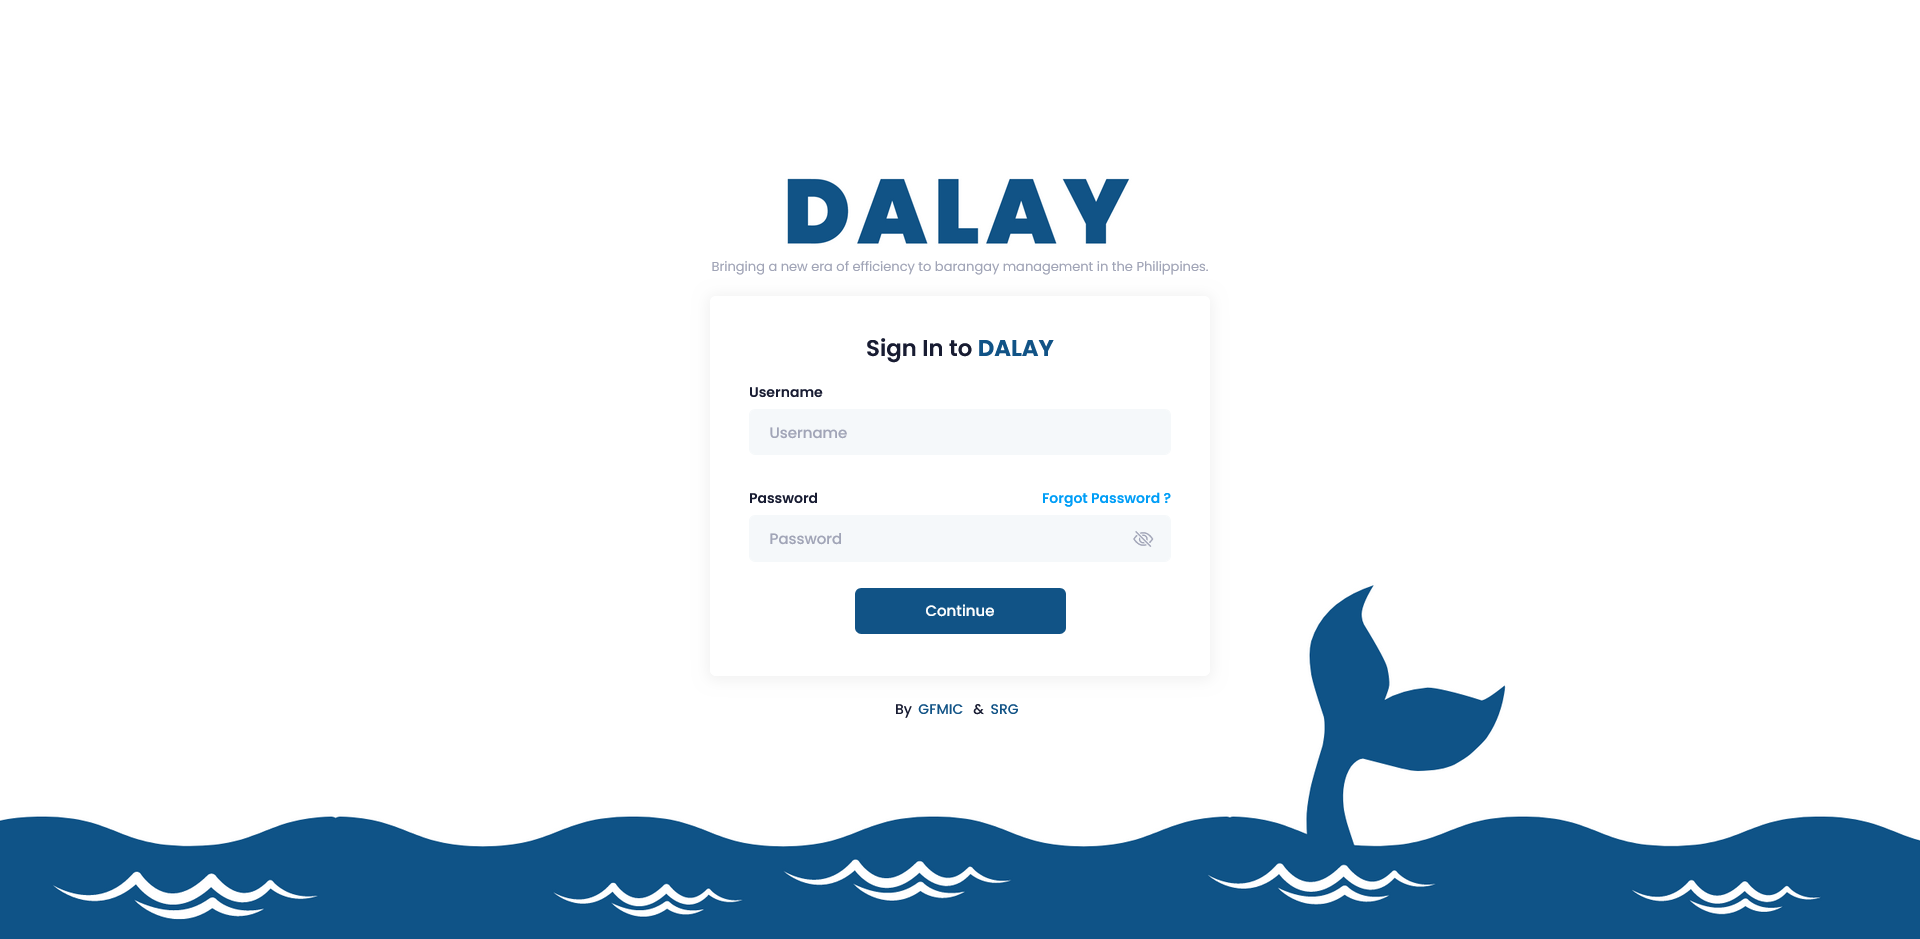 DALAY
Bringing a new era of efficiency to barangay management in the Philippines.
Sign In to DALAY
Username
Username
Password Forgot Password ?
Password
Continue
By GFMIC & SRG